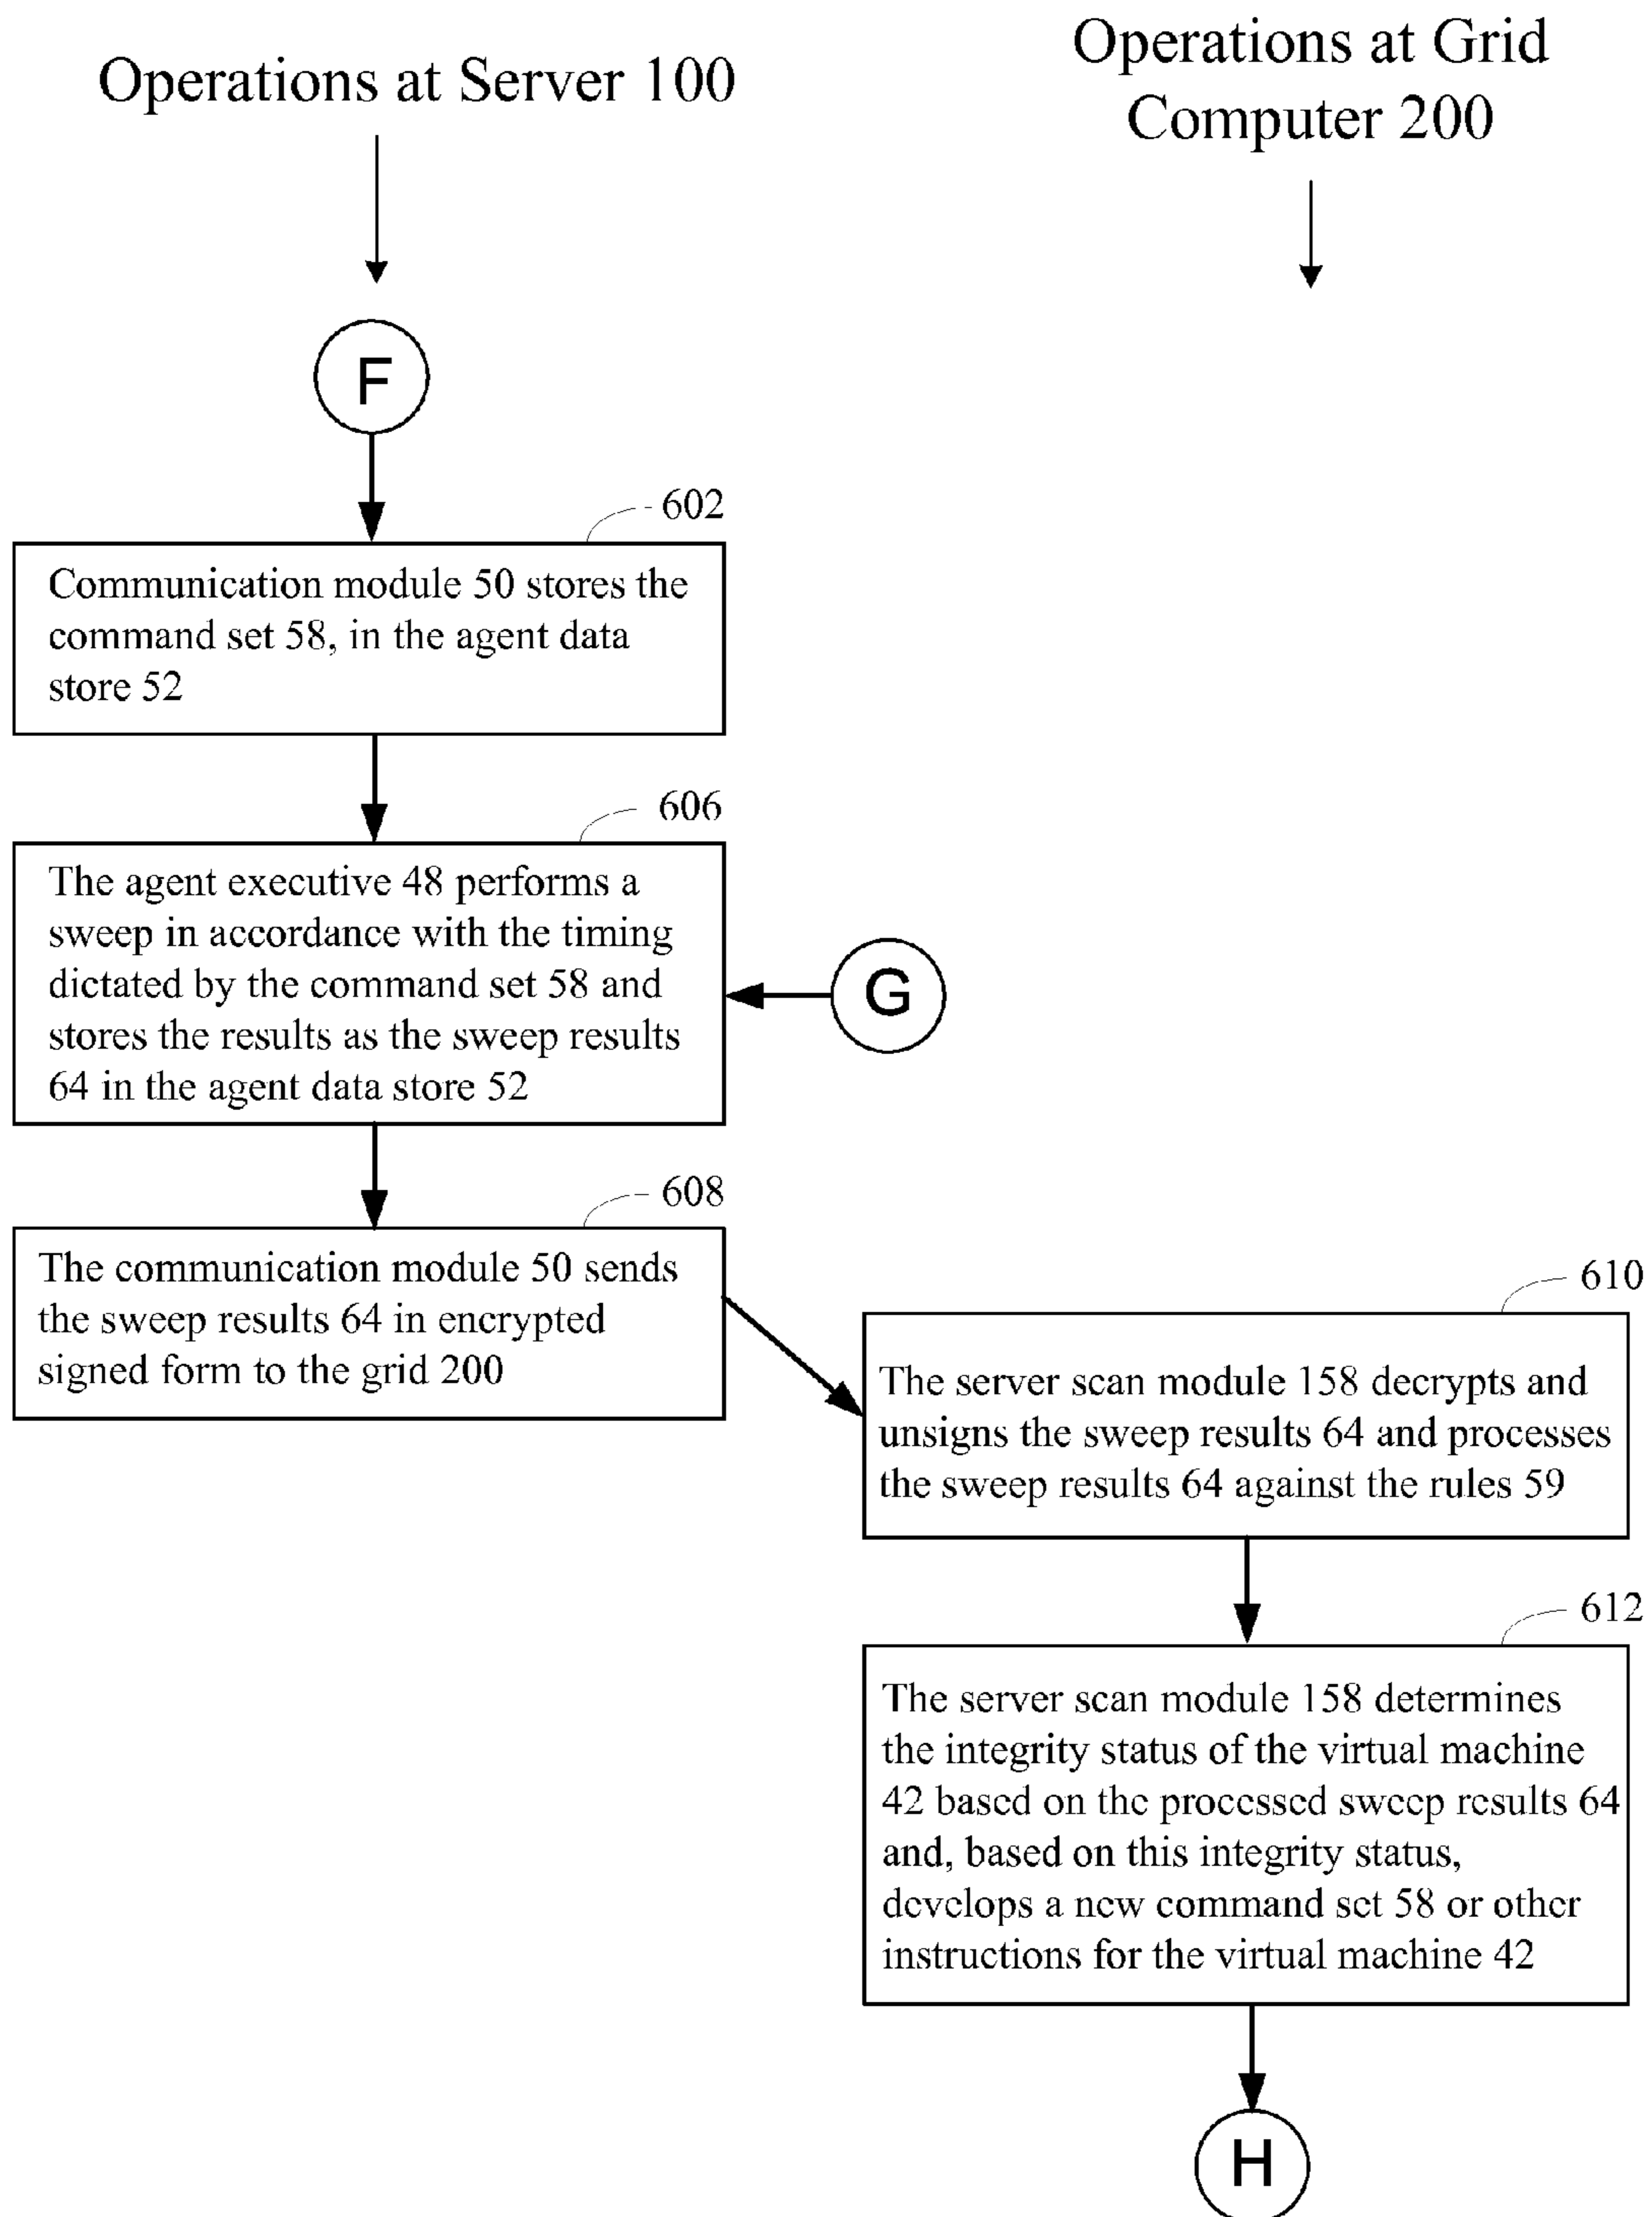 Operations at Server 100
Operations at Grid
Computer 200
F
602
Communication module 50 stores the
command set 58, in the agent data
store 52
606
The agent executive 48 performs a
sweep in accordance with the timing
dictated by the command set 58 and
stores the results as the sweep results
64 in the agent data store 52
G
608
The communication module 50 sends
the sweep results 64 in encrypted
signed form to the grid 200
610
The server scan module 158 decrypts and
unsigns the sweep results 64 and processes
the sweep results 64 against the rules 59
612
The server scan module 158 determines
the integrity status of the virtual machine
42 based on the processed sweep results 64
and, based on this integrity status,
develops a new command set 58 or other
instructions for the virtual machine 42
H